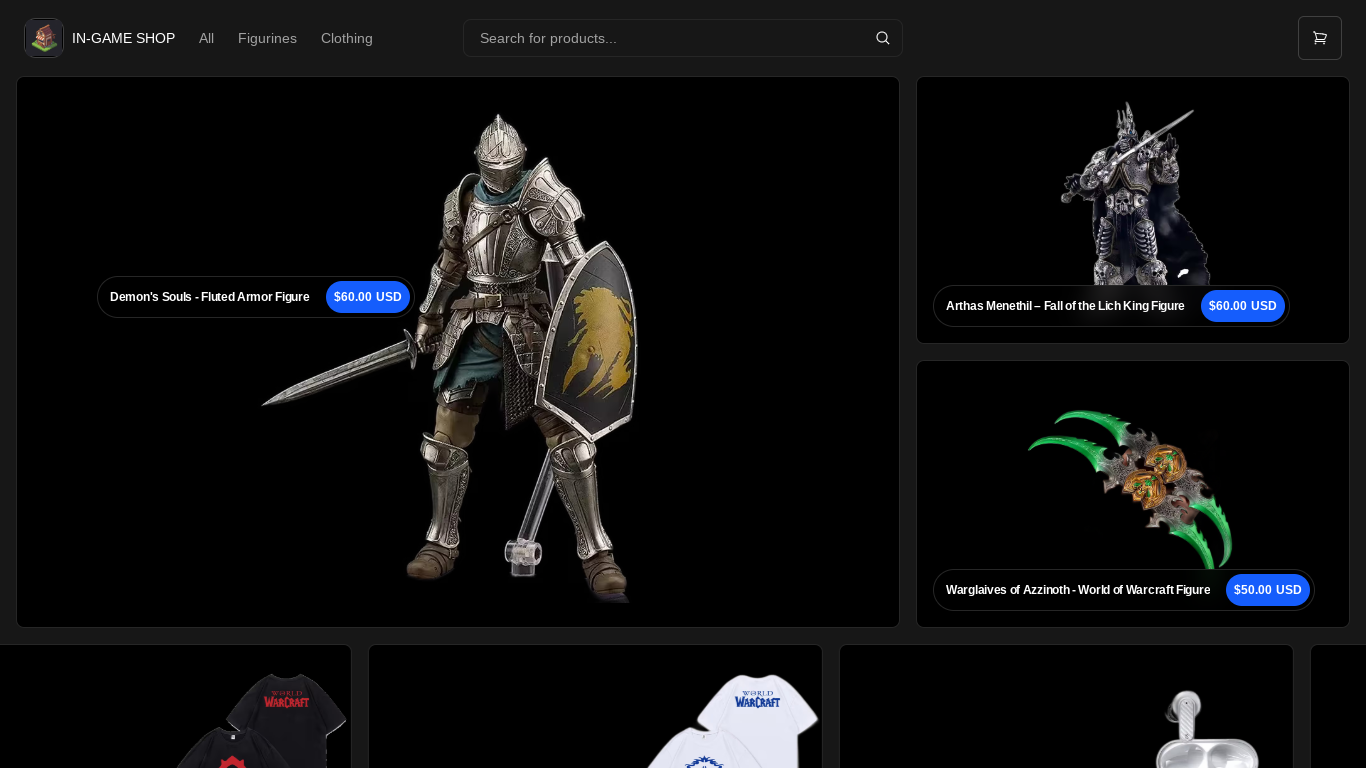 IN-GAME SHOP
All
Figurines
Clothing
Search for products...
Demon's Souls - Fluted Armor Figure
$60.00 USD
Arthas Menethil – Fall of the Lich King Figure
$60.00 USD
Warglaives of Azzinoth - World of Warcraft Figure
$50.00 USD
WORLD
WARCRAFT
WORLD
WARCRAFT